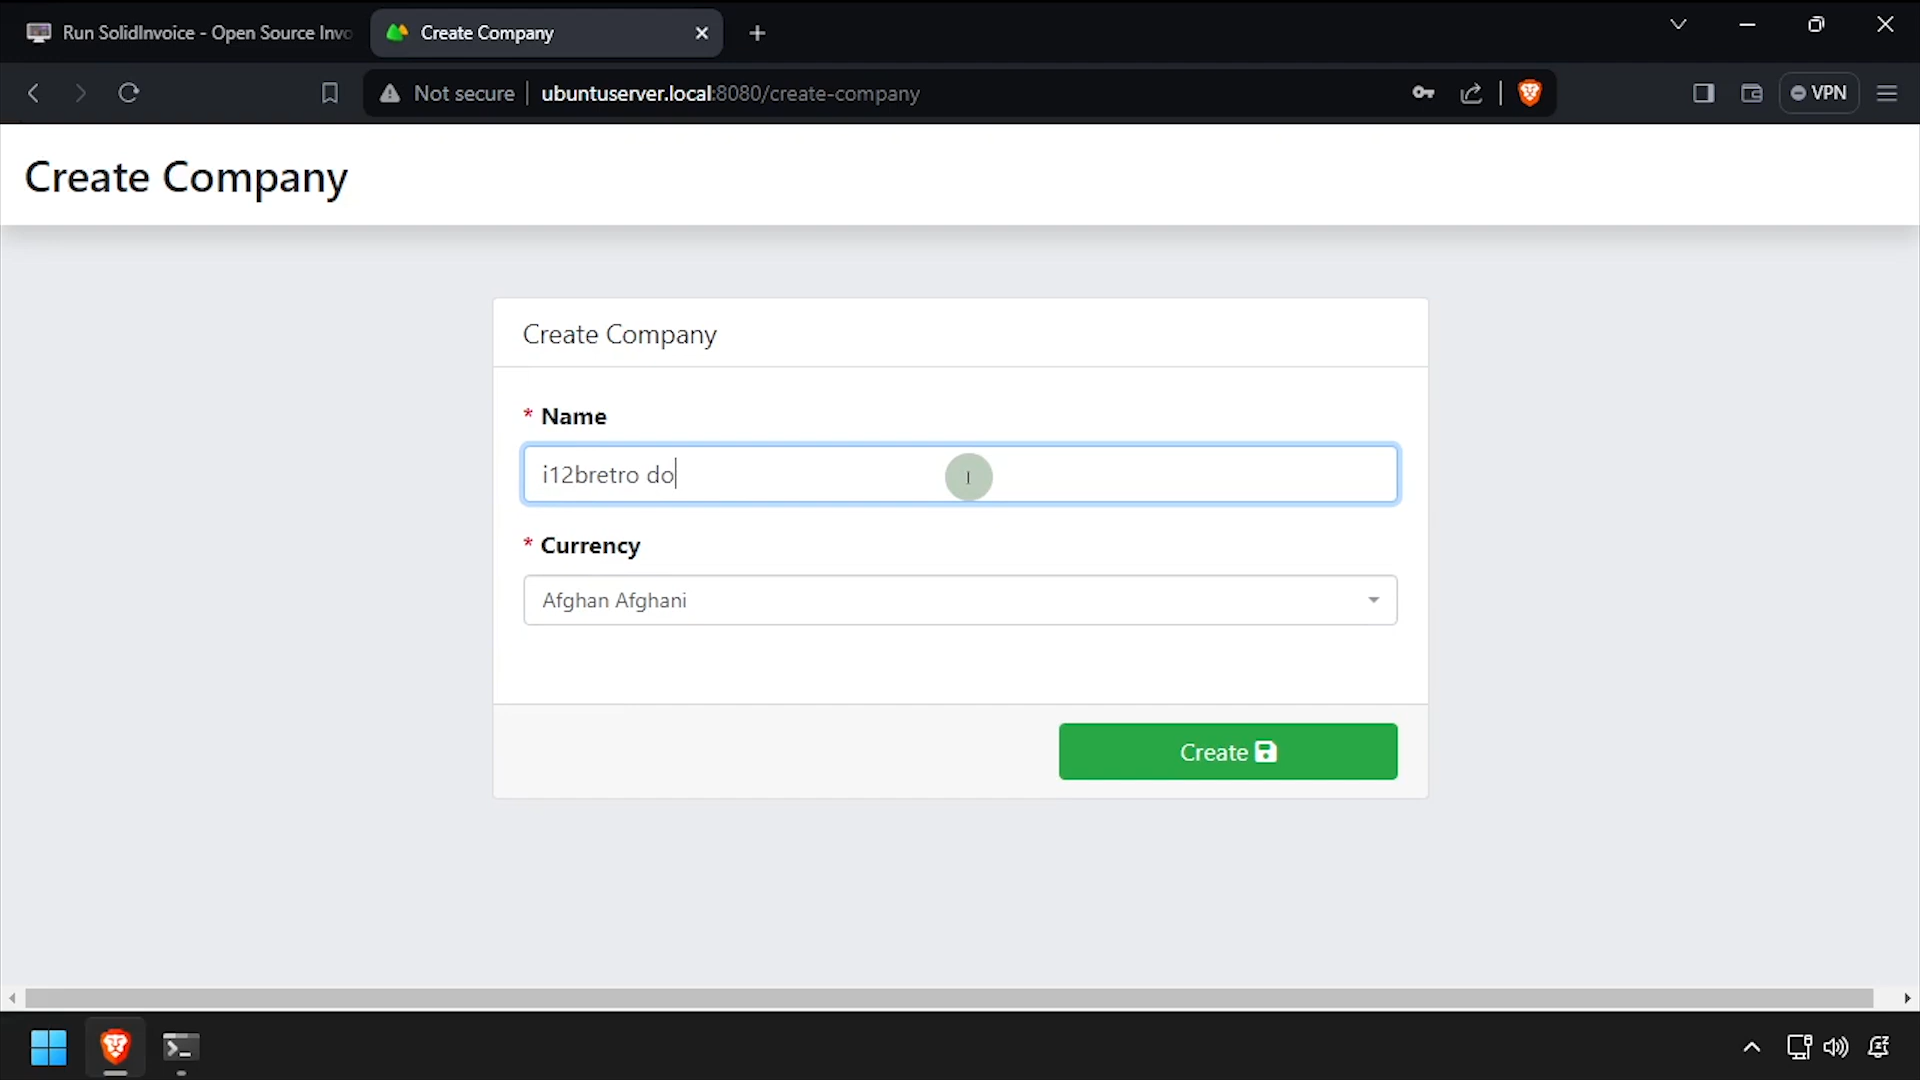 Run SolidInvoice - Open Source Invo
Create Company
Not secure
ubuntuserver.local:8080/create-company
VPN
Create Company
Create Company
* Name
i12bretro do
* Currency
Afghan Afghani
Create